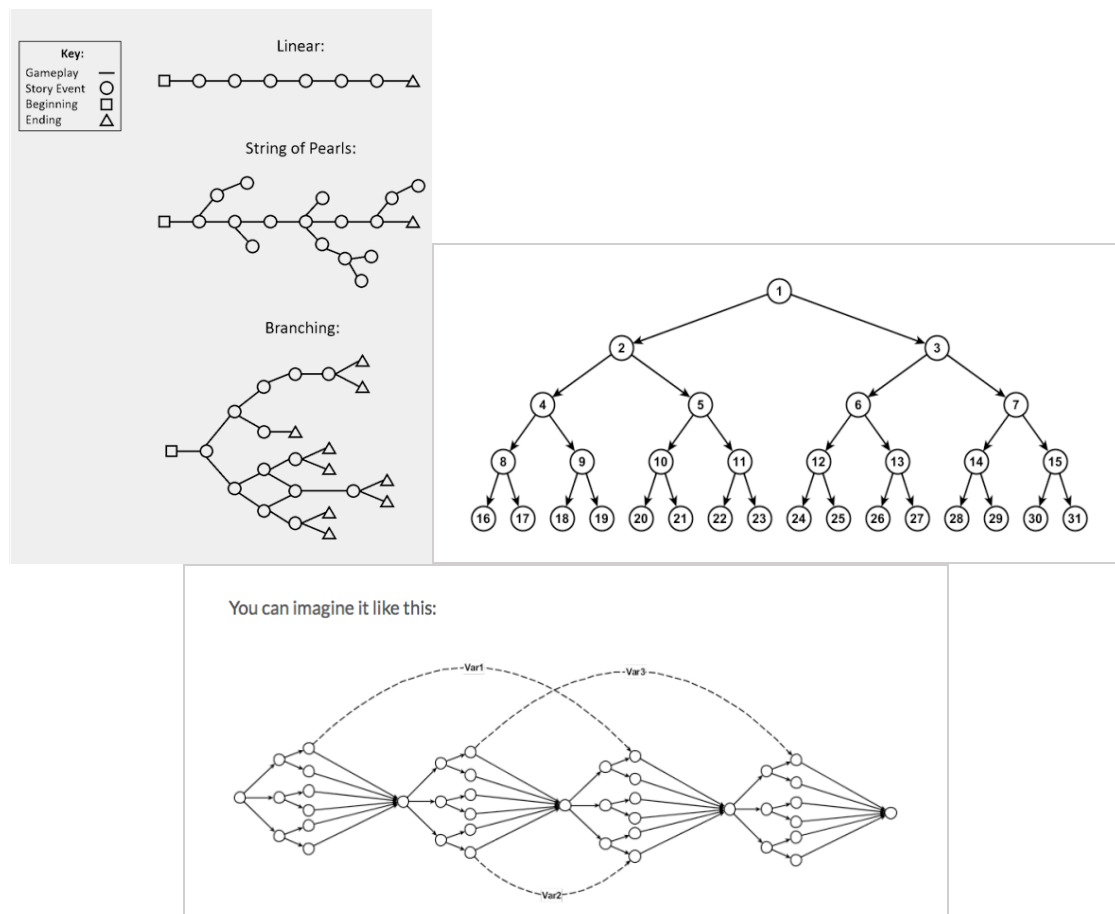 Key:
Gameplay
Story Event
Beginning
Ending
Linear:
String of Pearls:
Branching:
1
2 3
4 5 6 7
8 9 10 11 12 13 14 15
16 17 18 19 20 21 22 23 24 25 26 27 28 29 30 31
You can imagine it like this:
Var1
Var3
Var2